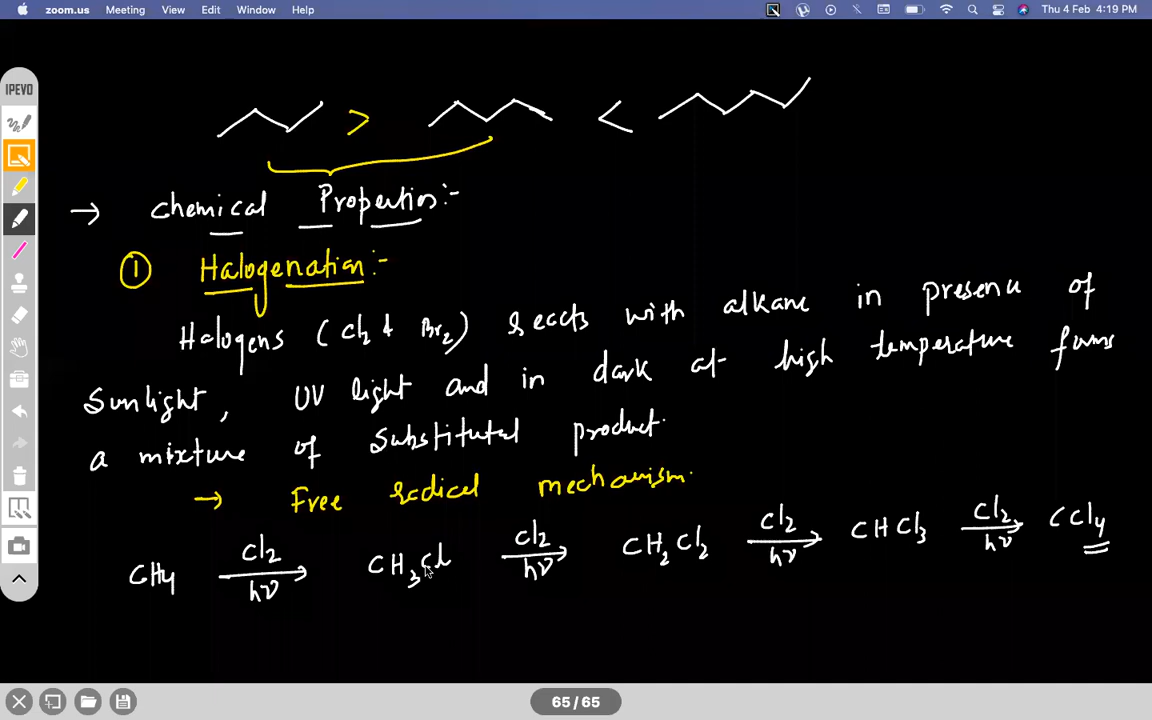 zoom.us Meeting View Edit Window Help Thu 4 Feb 4:19 PM
IPEVO
> <
→ Chemical Properties:-
① Halogenation:-
Halogens (Cl2 & Br2) reacts with alkane in presence of
Sunlight, UV light and in dark at high temperature forms
a mixture of Substituted product.
→ Free radical mechanism.
CH4 Cl2 hν → CH3Cl Cl2 hν → CH2Cl2 Cl2 hν → CHCl3 Cl2 hν → CCl4
65/65